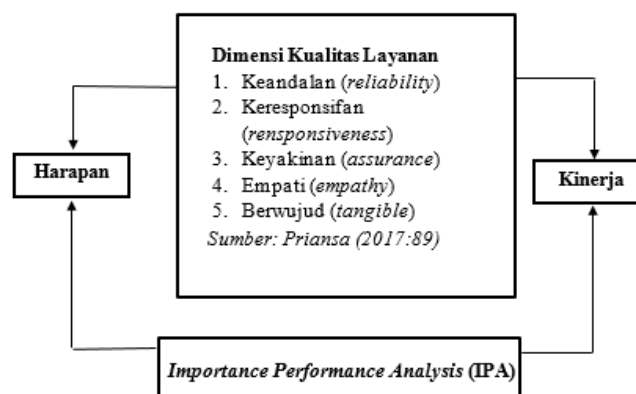 Dimensi Kualitas Layanan
1. Keandalan (reliability)
2. Keresponsifan
(rensponsiveness)
3. Keyakinan (assurance)
4. Empati (empathy)
5. Berwujud (tangible)
Sumber: Priansa (2017:89)
Harapan
Kinerja
Importance Performance Analysis (IPA)